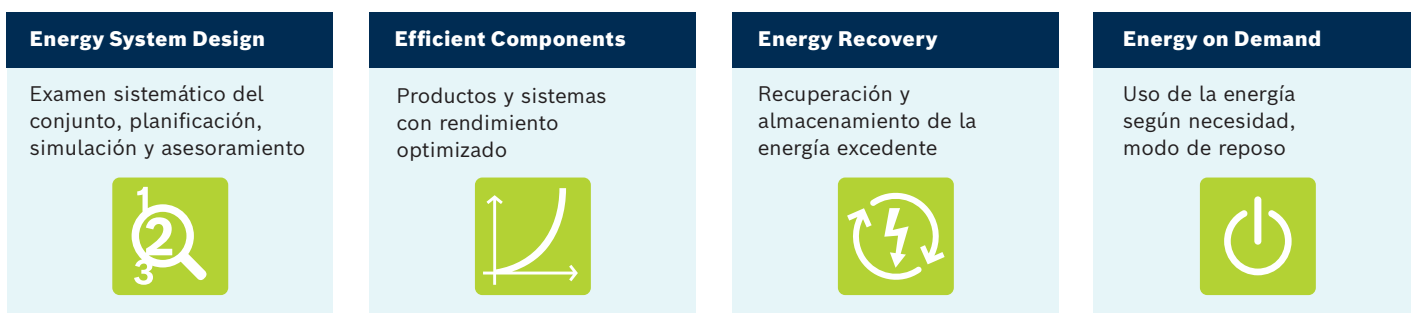 Energy System Design
Examen sistemático del
conjunto, planificación,
simulación y asesoramiento
1
2
3
Efficient Components
Productos y sistemas
con rendimiento
optimizado
Energy Recovery
Recuperación y
almacenamiento de la
energía excedente
Energy on Demand
Uso de la energía
según necesidad,
modo de reposo